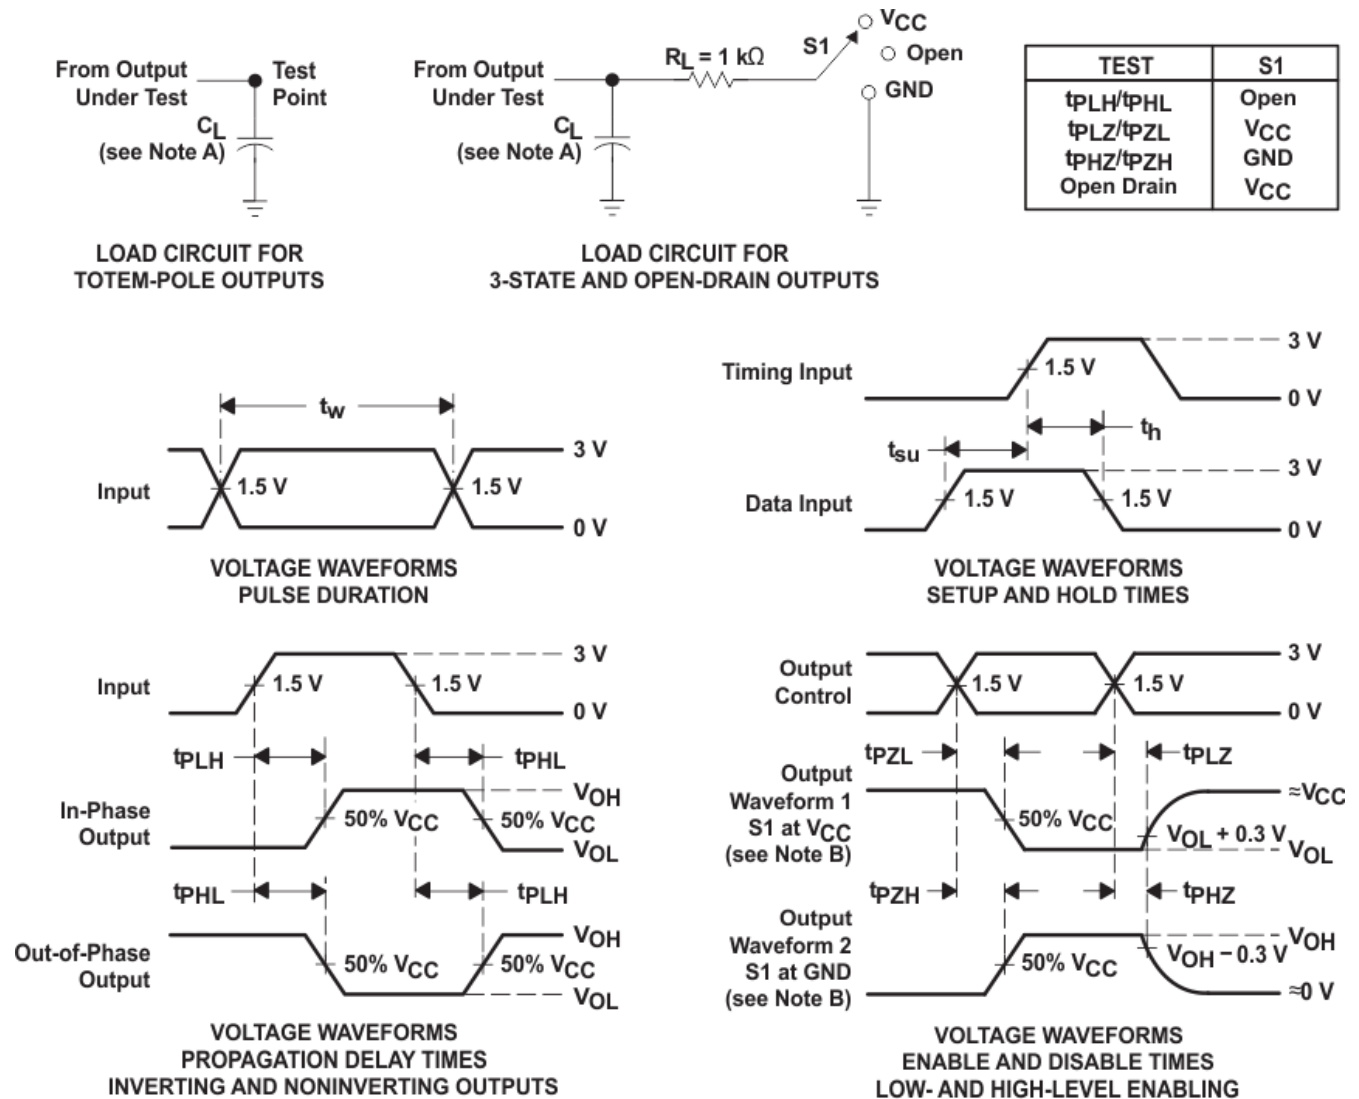 From Output
Under Test
Test
Point
CL
(see Note A)
LOAD CIRCUIT FOR
TOTEM-POLE OUTPUTS
From Output
Under Test
CL
(see Note A)
RL = 1 kΩ
S1
VCC
Open
GND
LOAD CIRCUIT FOR
3-STATE AND OPEN-DRAIN OUTPUTS
TEST S1
tPLH/tPHL Open
tPLZ/tPZL VCC
tPHZ/tPZH GND
Open Drain VCC
tw
3 V
Input
1.5 V 1.5 V
0 V
VOLTAGE WAVEFORMS
PULSE DURATION
3 V
Timing Input
1.5 V
0 V
th
tsu
3 V
Data Input
1.5 V 1.5 V
0 V
VOLTAGE WAVEFORMS
SETUP AND HOLD TIMES
3 V
Input
1.5 V 1.5 V
0 V
tPLH tPHL
VOH
In-Phase
Output
50% VCC 50% VCC
VOL
tPHL tPLH
VOH
Out-of-Phase
Output
50% VCC 50% VCC
VOL
VOLTAGE WAVEFORMS
PROPAGATION DELAY TIMES
INVERTING AND NONINVERTING OUTPUTS
3 V
Output
Control
1.5 V 1.5 V
0 V
tPZL tPLZ
Output
Waveform 1
S1 at VCC
(see Note B)
≈VCC
50% VCC
VOL + 0.3 V
VOL
tPZH tPHZ
Output
Waveform 2
S1 at GND
(see Note B)
VOH
50% VCC
VOH − 0.3 V
≈0 V
VOLTAGE WAVEFORMS
ENABLE AND DISABLE TIMES
LOW- AND HIGH-LEVEL ENABLING